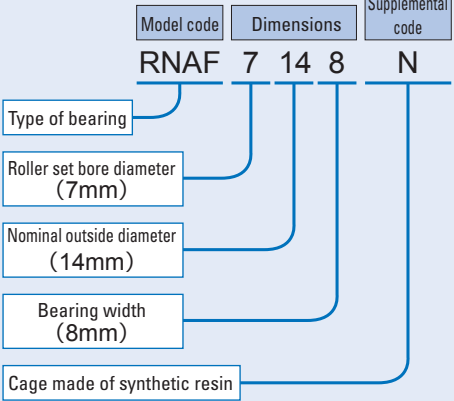 Model code Dimensions Supplemental code
RNAF 7 14 8 N
Type of bearing
Roller set bore diameter
（7mm）
Nominal outside diameter
（14mm）
Bearing width
（8mm）
Cage made of synthetic resin